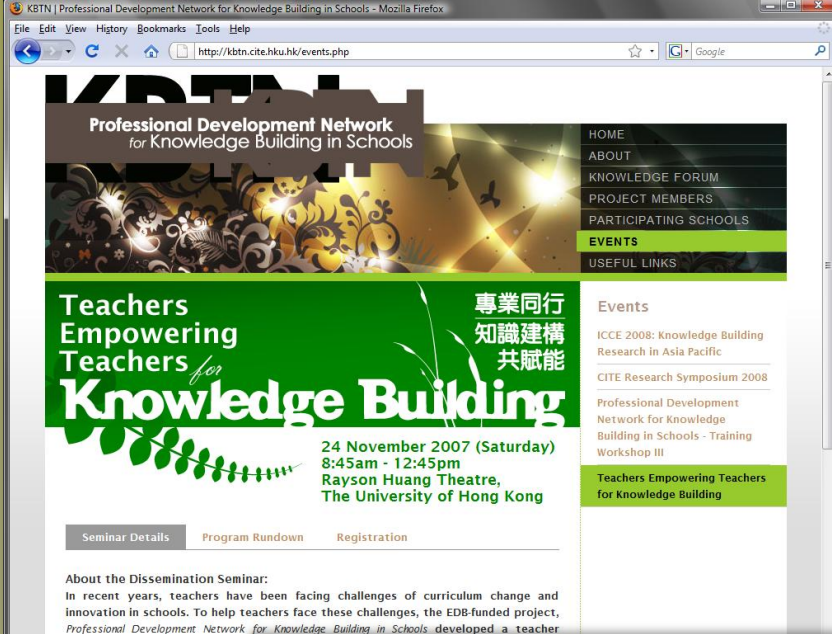 KBTN | Professional Development Network for Knowledge Building in Schools - Mozilla Firefox
File Edit View History Bookmarks Tools Help
http://kbtn.cite.hku.hk/events.php
G Google
KBTN
Professional Development Network
for Knowledge Building in Schools
HOME
ABOUT
KNOWLEDGE FORUM
PROJECT MEMBERS
PARTICIPATING SCHOOLS
EVENTS
USEFUL LINKS
Teachers
Empowering
Teachers for
Knowledge Building
專業同行
知識建構
共賦能
24 November 2007 (Saturday)
8:45am - 12:45pm
Rayson Huang Theatre,
The University of Hong Kong
Seminar Details Program Rundown Registration
About the Dissemination Seminar:
In recent years, teachers have been facing challenges of curriculum change and
innovation in schools. To help teachers face these challenges, the EDB-funded project,
Professional Development Network for Knowledge Building in Schools developed a teacher
Events
ICCE 2008: Knowledge Building
Research in Asia Pacific
CITE Research Symposium 2008
Professional Development
Network for Knowledge
Building in Schools - Training
Workshop III
Teachers Empowering Teachers
for Knowledge Building